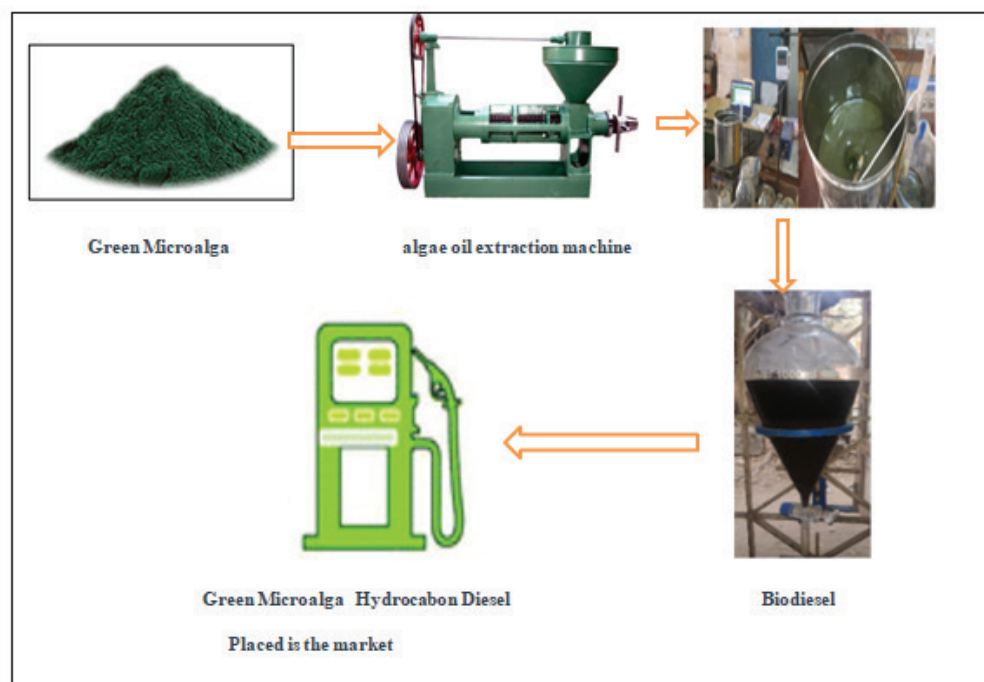 Green Microalga
algae oil extraction machine
Green Microalga Hydrocabon Diesel
Biodiesel
Placed is the market